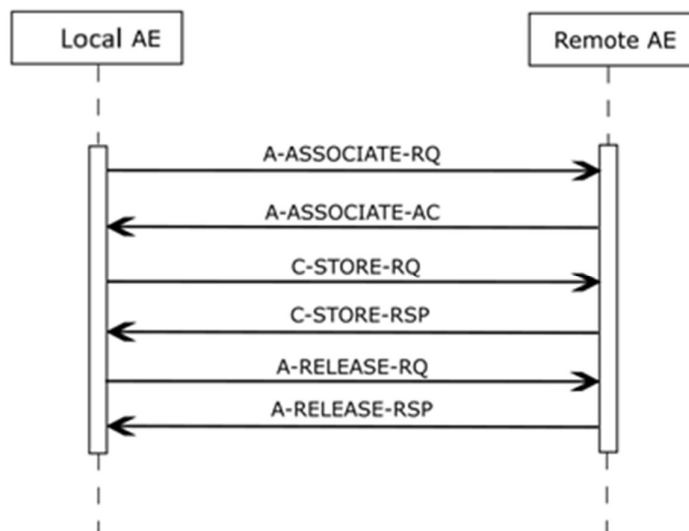 Local AE
Remote AE
A-ASSOCIATE-RQ
A-ASSOCIATE-AC
C-STORE-RQ
C-STORE-RSP
A-RELEASE-RQ
A-RELEASE-RSP